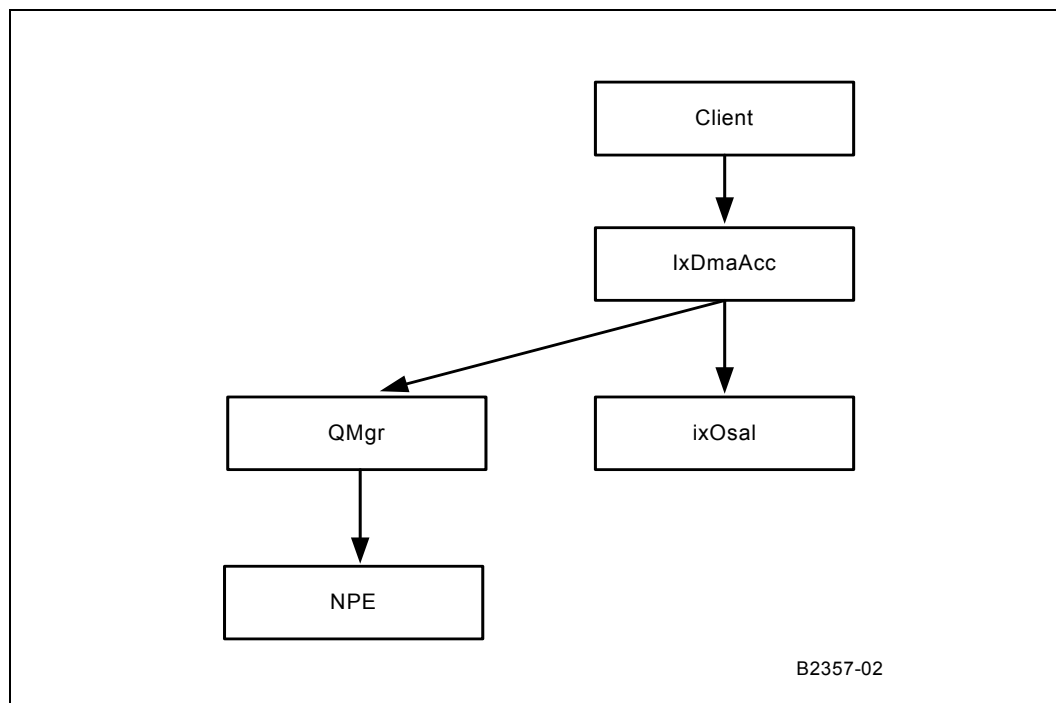 Client
IxDmaAcc
QMgr
ixOsal
NPE
B2357-02